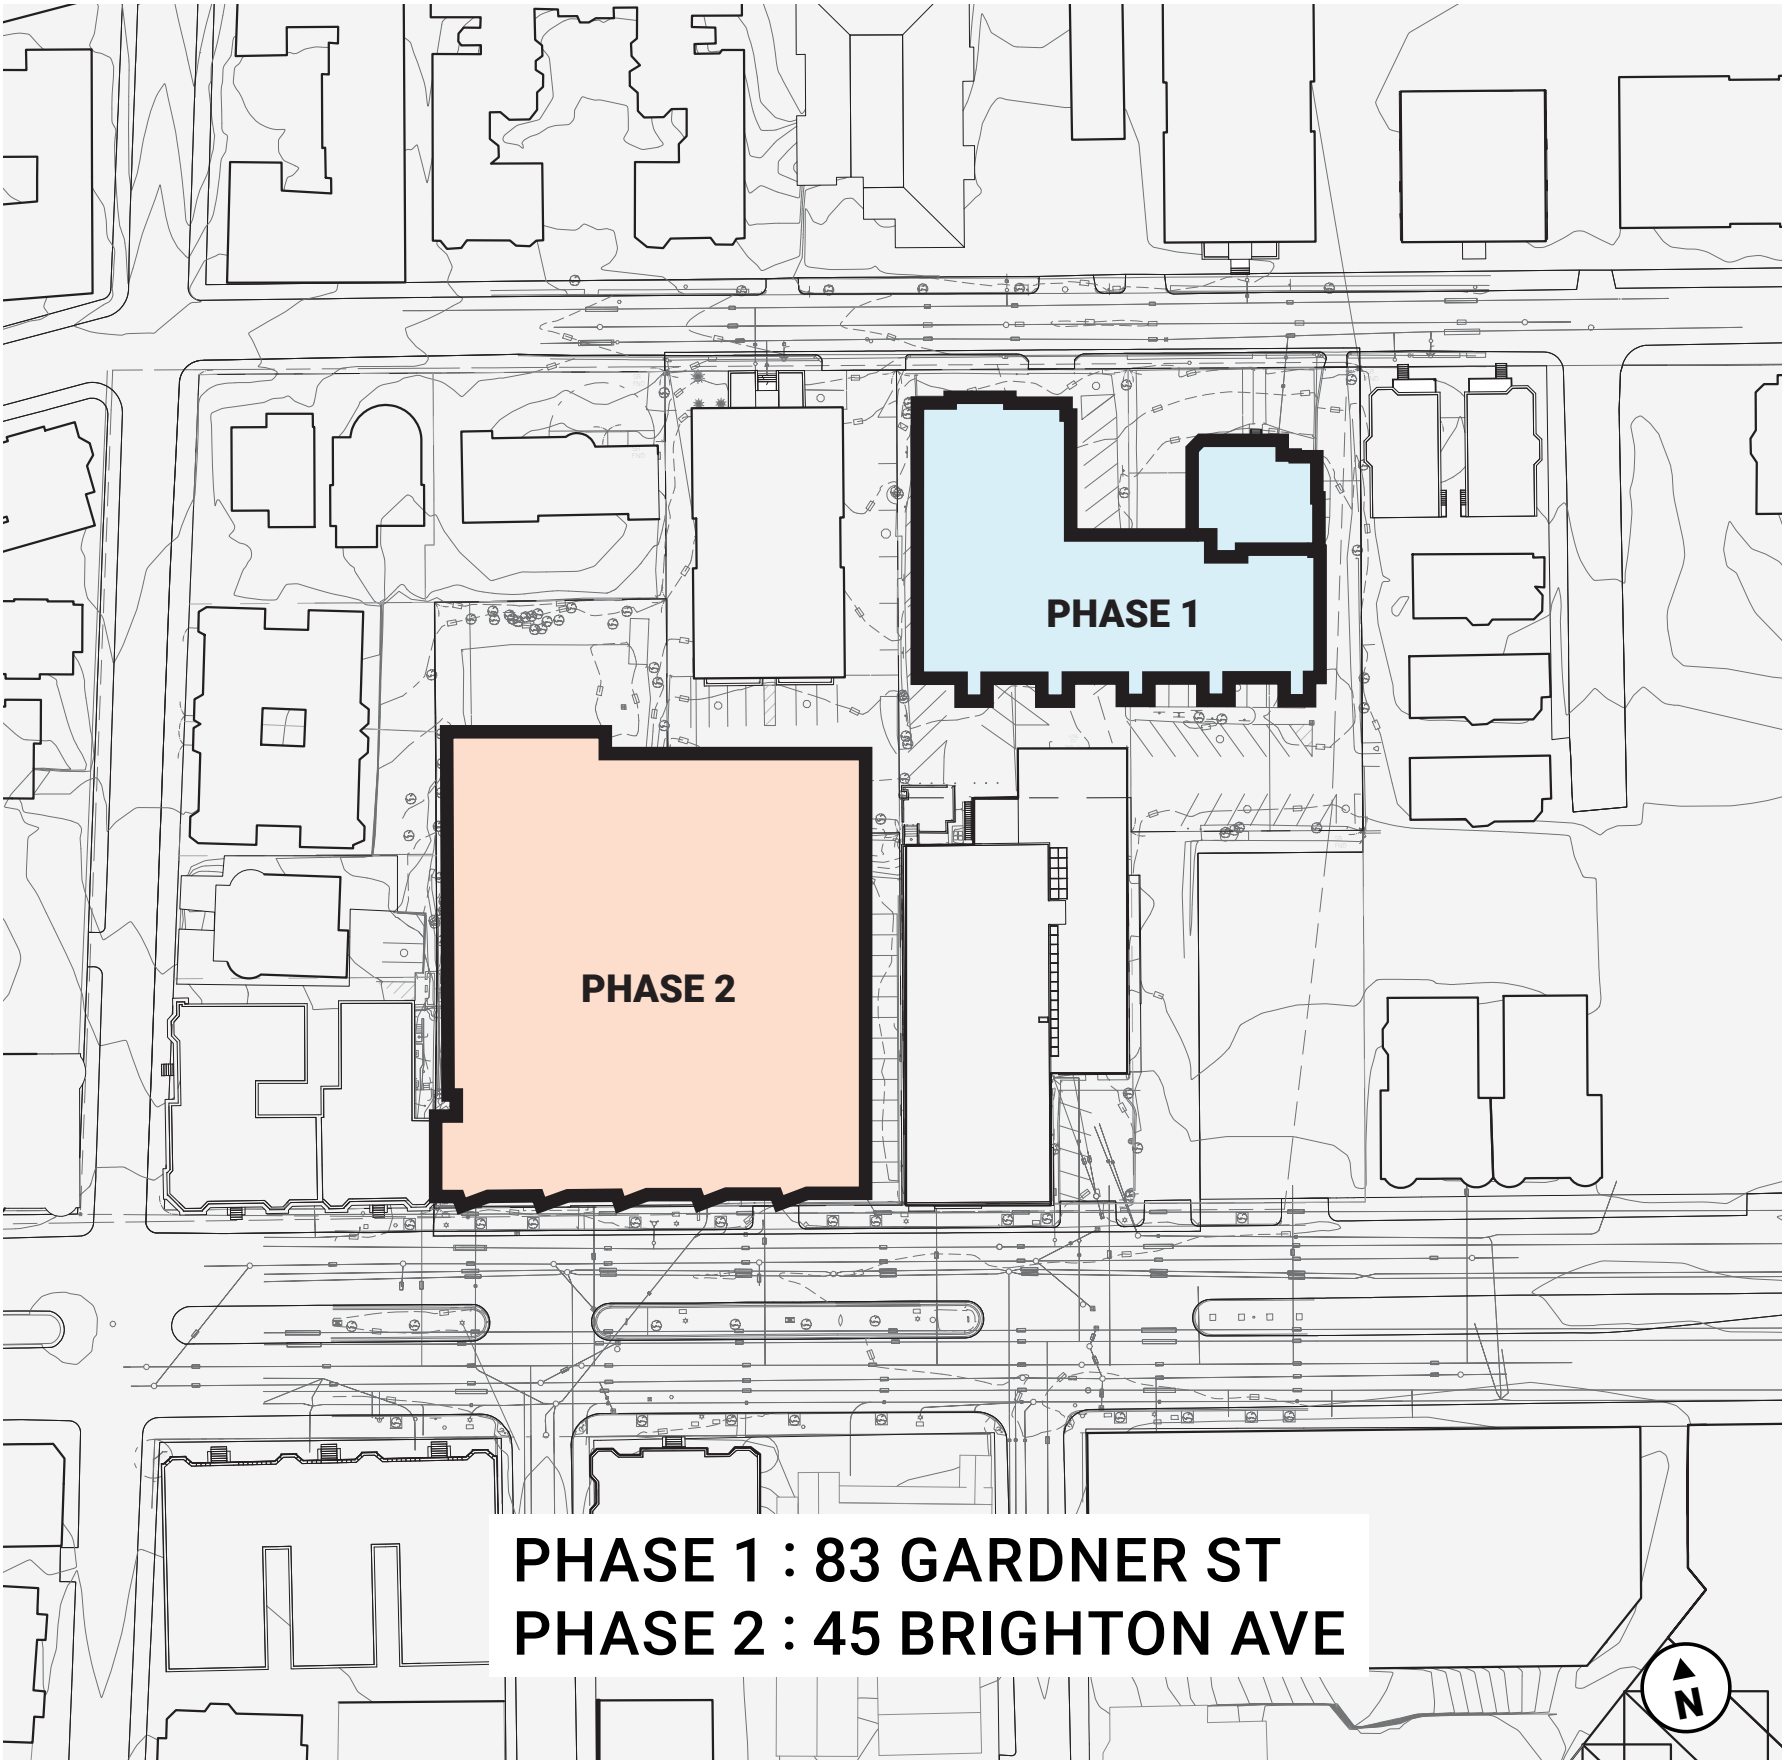 PHASE 1
PHASE 2
PHASE 1 : 83 GARDNER ST
PHASE 2 : 45 BRIGHTON AVE
N